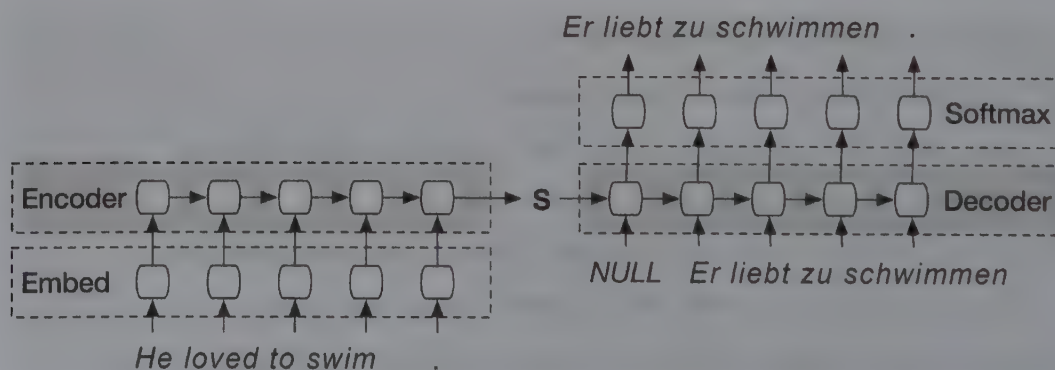 Er liebt zu schwimmen .
Softmax
Encoder
S
Decoder
Embed
NULL Er liebt zu schwimmen
He loved to swim .